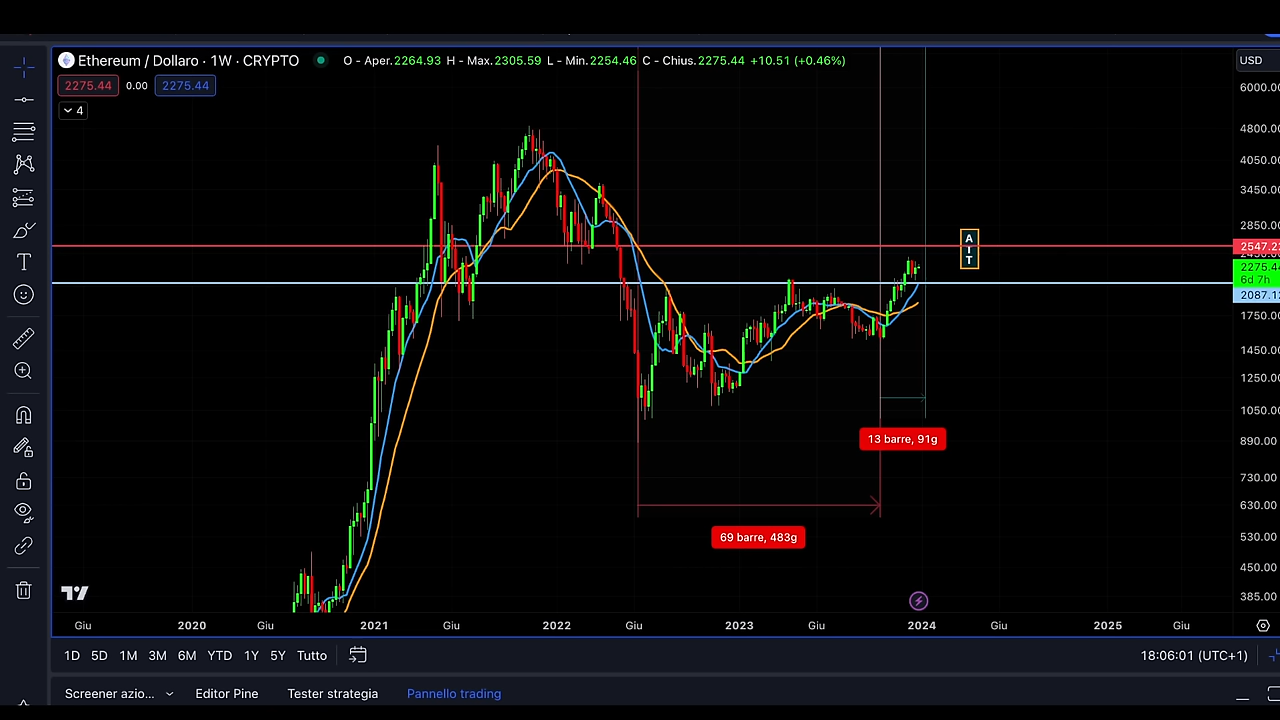 Ethereum / Dollaro · 1W · CRYPTO
O - Aper.2264.93 H - Max.2305.59 L - Min.2254.46 C - Chius.2275.44 +10.51 (+0.46%)
USD
2275.44 0.00 2275.44
4
6000.00
4800.00
4050.00
3450.00
2850.00
A
I
T
2547.22
2275.44
6d 7h
2087.1
1750.00
1450.00
1250.00
1050.00
13 barre, 91g
890.00
730.00
630.00
69 barre, 483g
530.00
450.00
385.00
Giu 2020 Giu 2021 Giu 2022 Giu 2023 Giu 2024 Giu 2025 Giu
1D 5D 1M 3M 6M YTD 1Y 5Y Tutto
18:06:01 (UTC+1)
Screener azio... Editor Pine Tester strategia Pannello trading